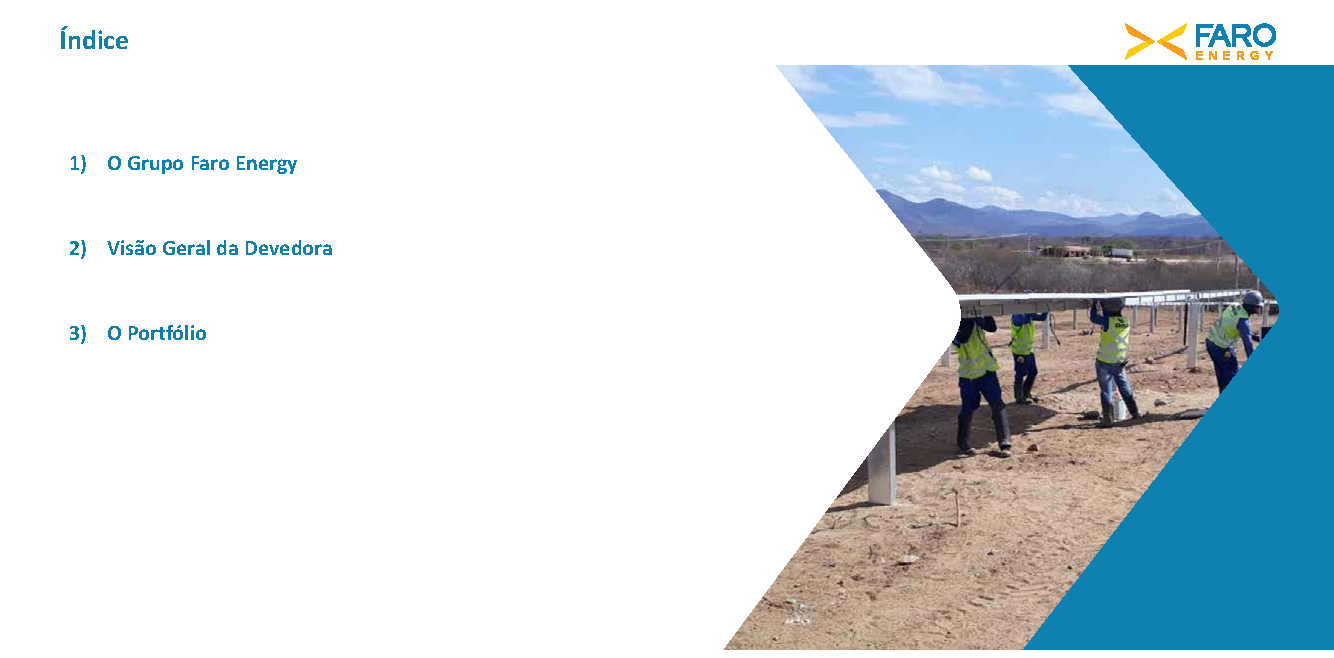 Índice
FARO
ENERGY
1) O Grupo Faro Energy
2) Visão Geral da Devedora
3) O Portfólio